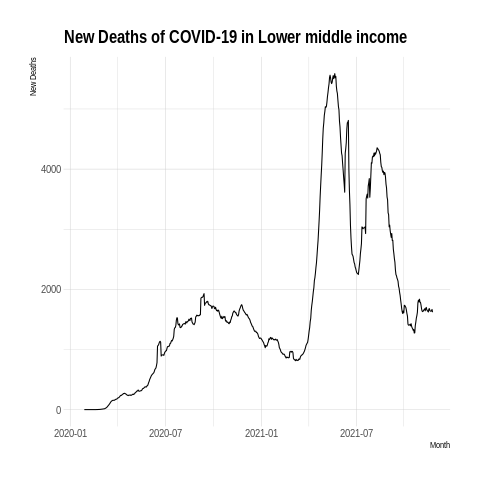 New Deaths of COVID-19 in Lower middle income
New Deaths
4000
2000
0
2020-01 2020-07 2021-01 2021-07
Month